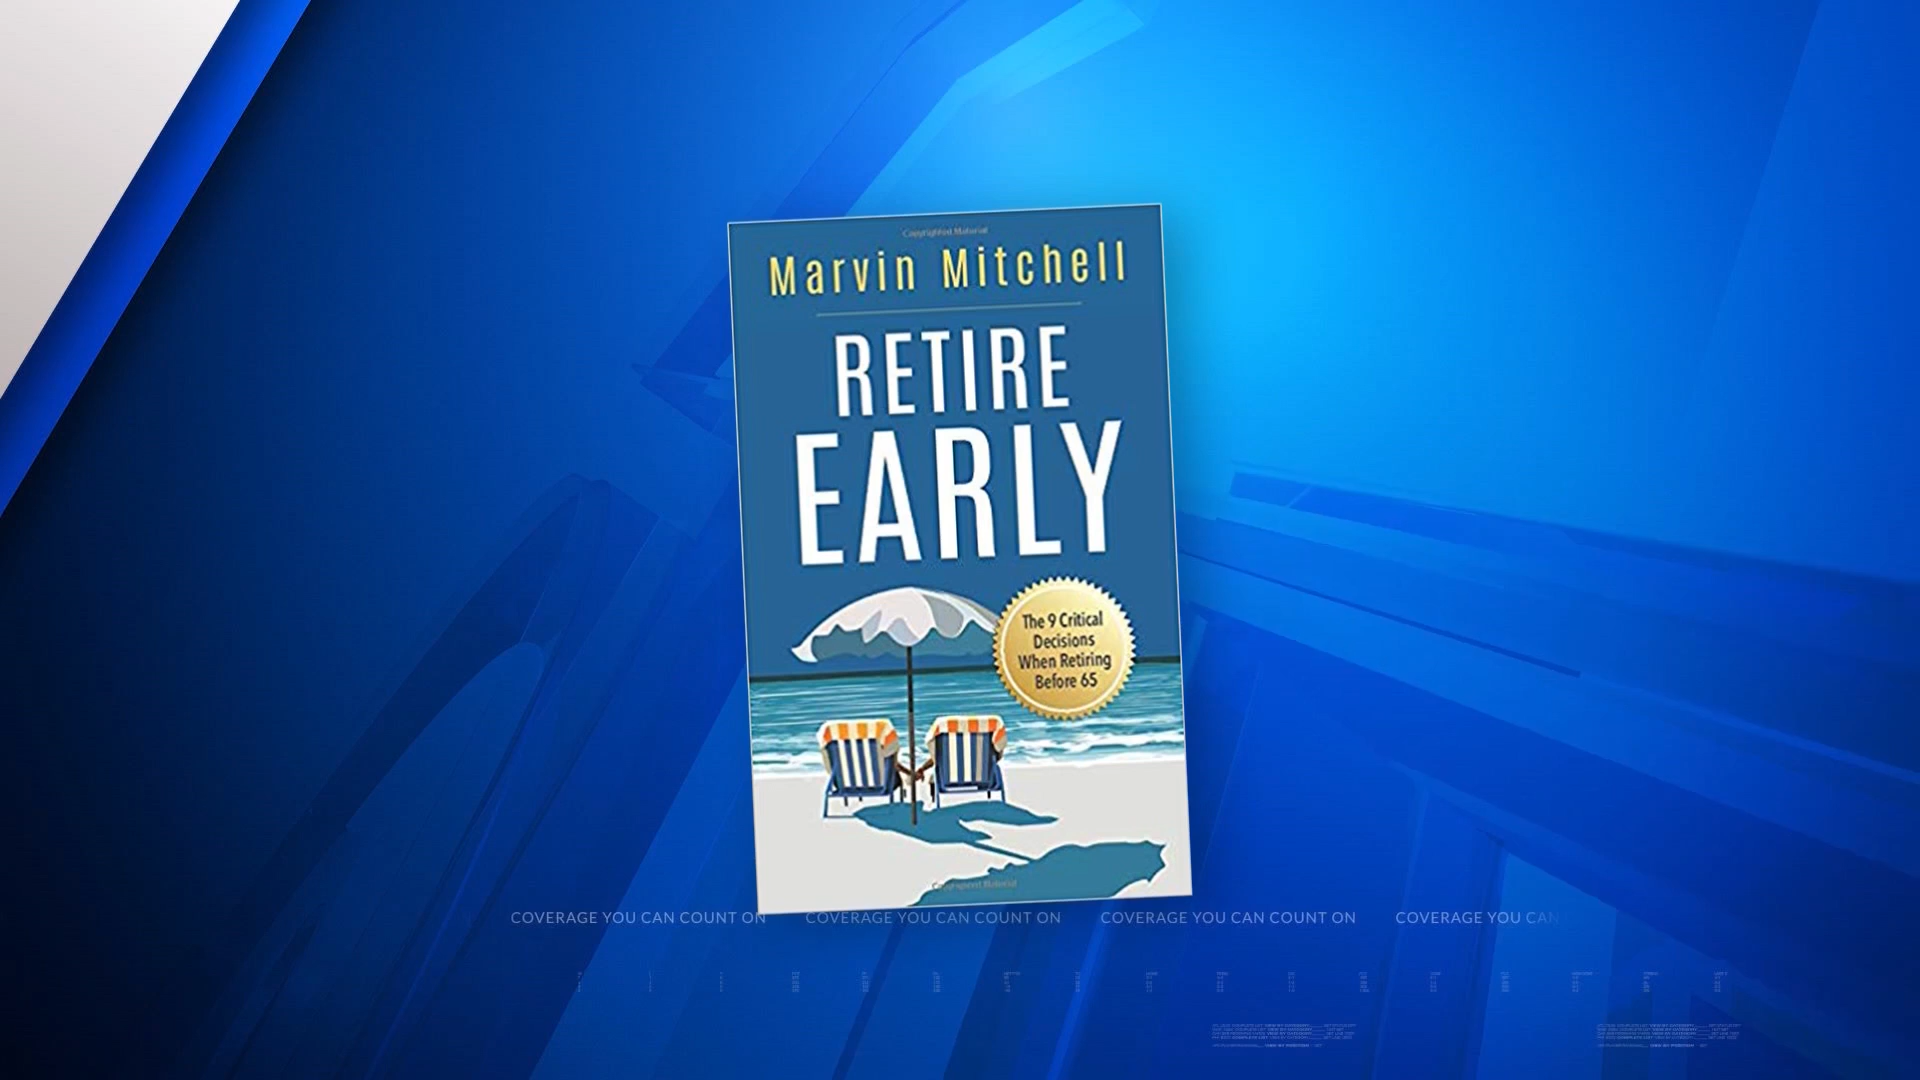 Copyrighted Material
Marvin Mitchell
RETIRE
EARLY
The 9 Critical
Decisions
When Retiring
Before 65
Copyrighted Material
COVERAGE YOU CAN COUNT ON COVERAGE YOU CAN COUNT ON COVERAGE YOU CAN COUNT ON COVERAGE YOU CAN